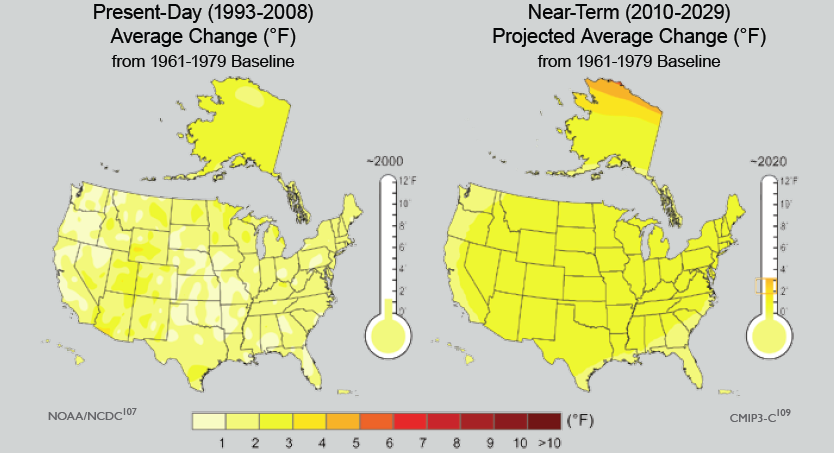 Present-Day (1993-2008)
Average Change (°F)
from 1961-1979 Baseline
Near-Term (2010-2029)
Projected Average Change (°F)
from 1961-1979 Baseline
~2000
12°F
10°
8°
6°
4°
2°
0°
~2020
12°F
10°
8°
6°
4°
2°
0°
NOAA/NCDC107
CMIP3-C109
(°F)
1 2 3 4 5 6 7 8 9 10 >10